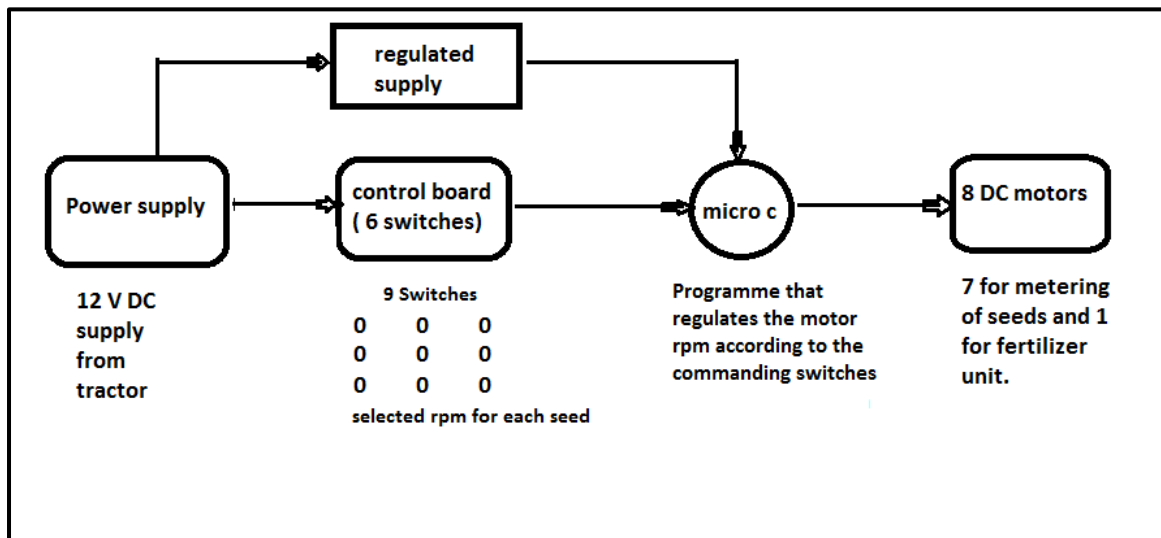 regulated
supply
Power supply
control board
( 6 switches)
micro c
8 DC motors
12 V DC
supply
from
tractor
9 Switches
0 0 0
0 0 0
0 0 0
selected rpm for each seed
Programme that
regulates the motor
rpm according to the
commanding switches
7 for metering
of seeds and 1
for fertilizer
unit.